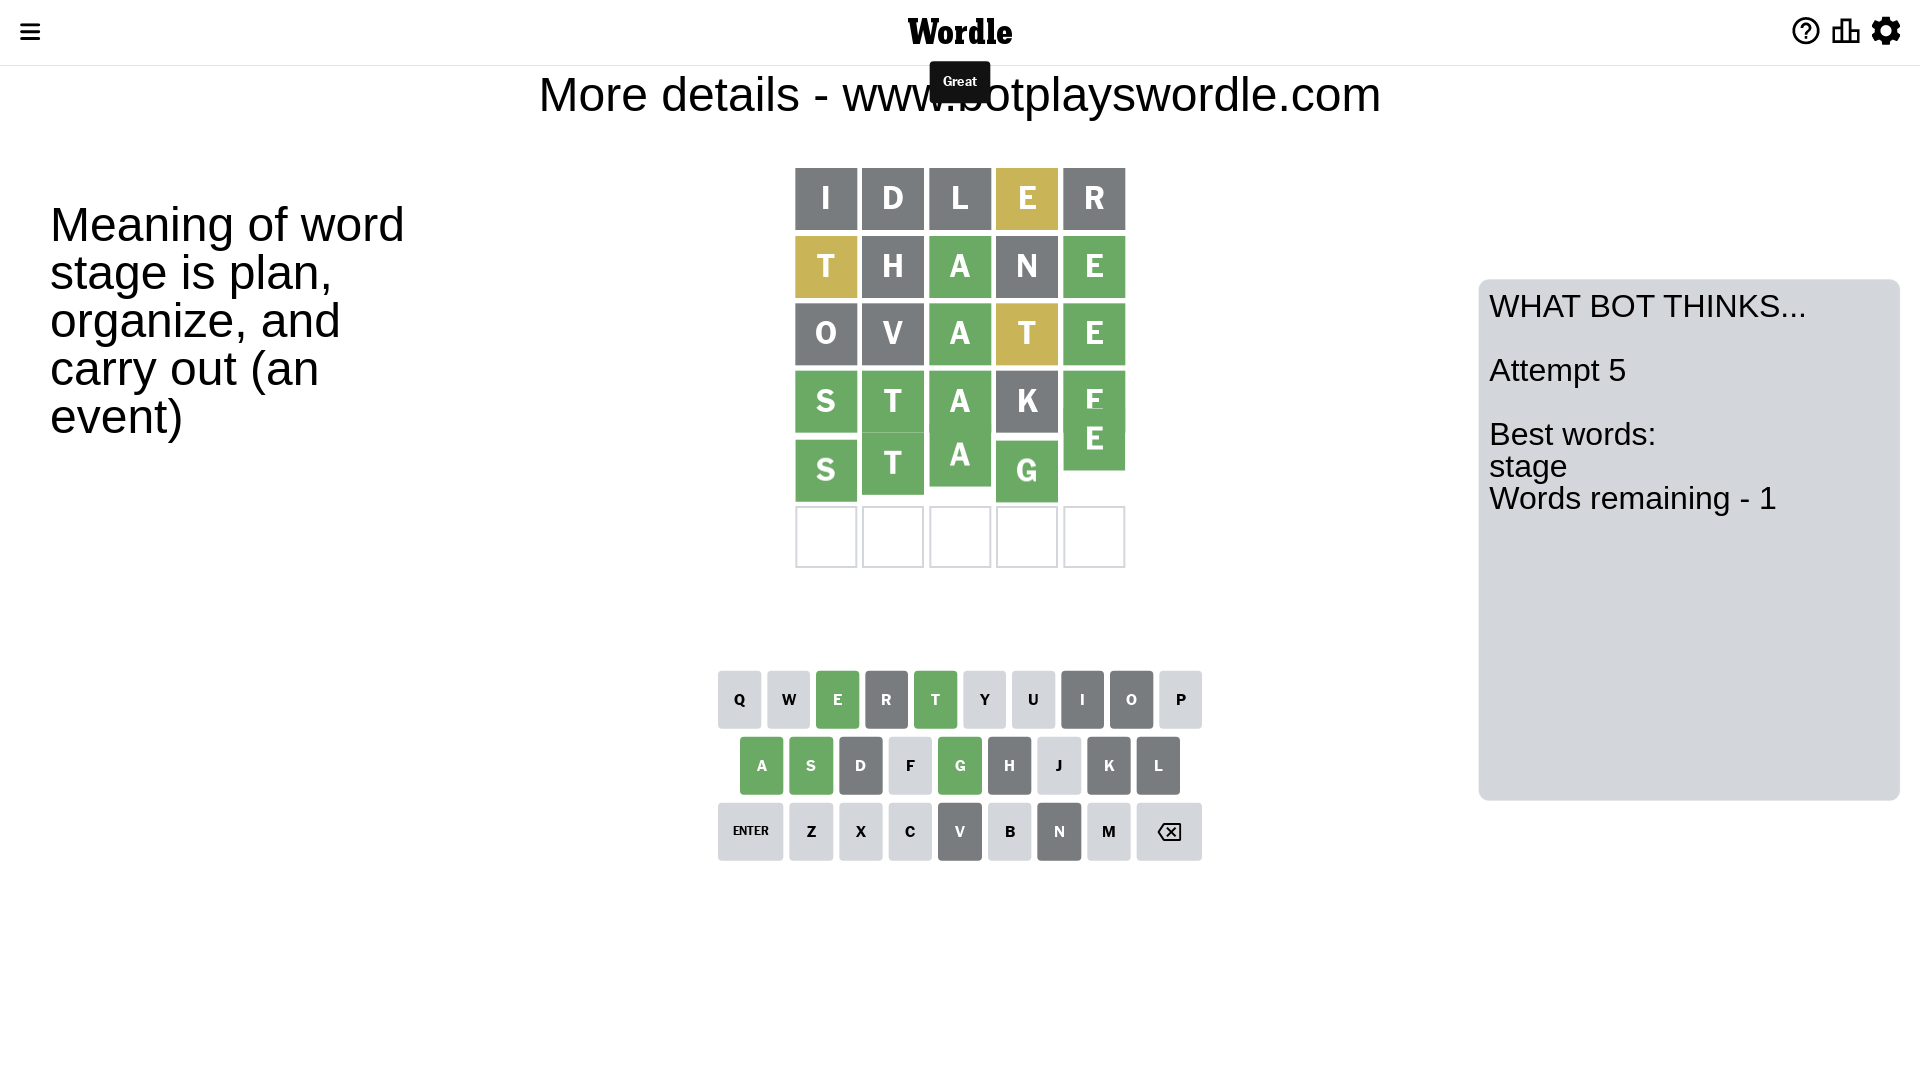 Wordle
Great
More details - www.botplayswordle.com
Meaning of word
stage is plan,
organize, and
carry out (an
event)
I D L E R
T H A N E
O V A T E
S T A K E
S T A G E
WHAT BOT THINKS...
Attempt 5
Best words:
stage
Words remaining - 1
Q W E R T Y U I O P
A S D F G H J K L
ENTER Z X C V B N M